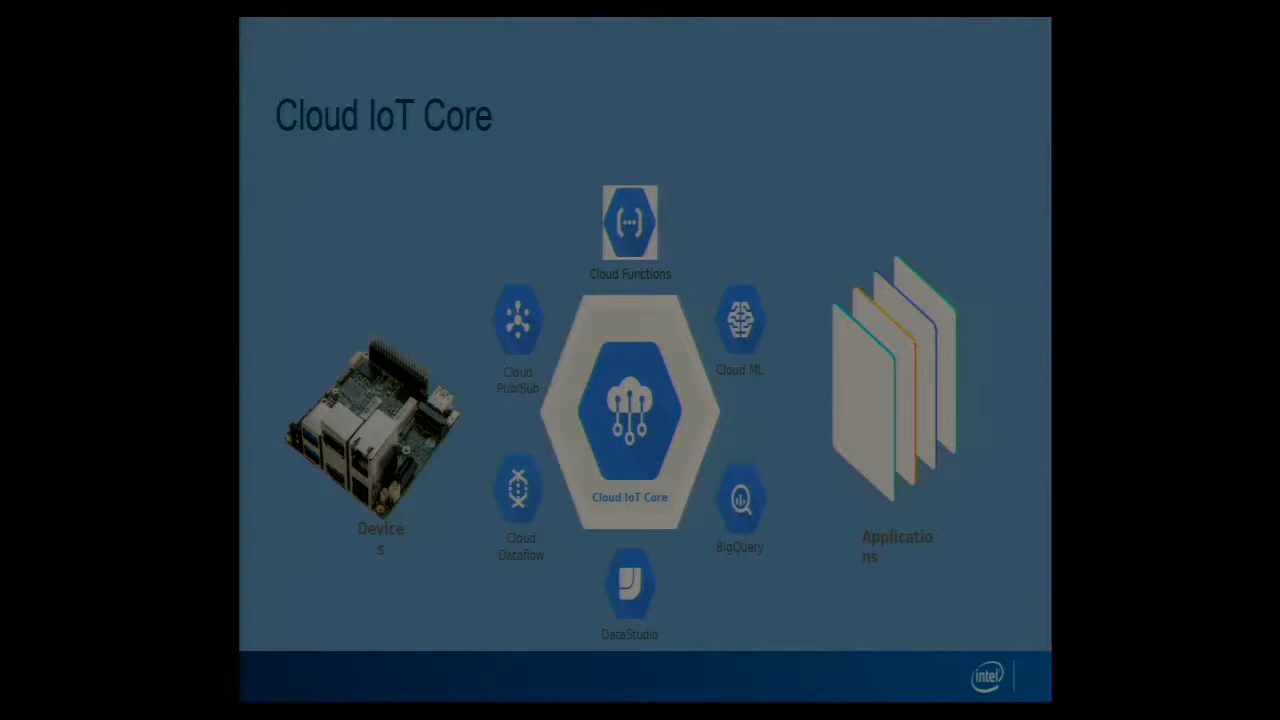 Cloud IoT Core
Cloud Functions
Cloud
Pub/Sub
Cloud ML
Cloud IoT Core
Device
s
Cloud
Dataflow
BigQuery
Applicatio
ns
DataStudio
intel